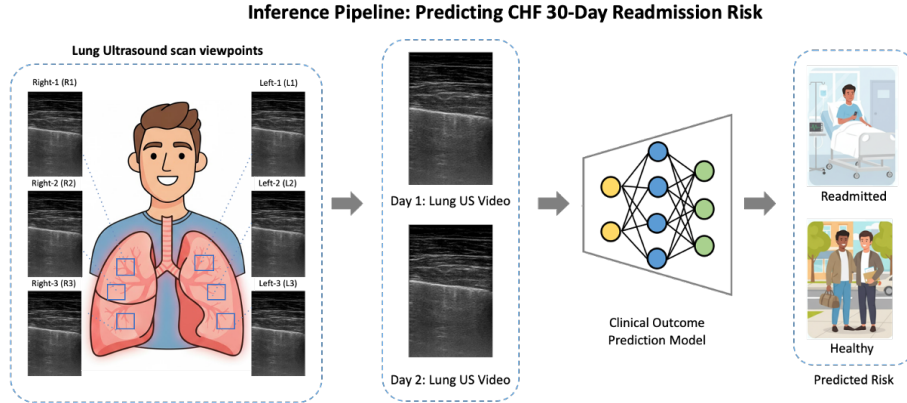 Inference Pipeline: Predicting CHF 30-Day Readmission Risk
Lung Ultrasound scan viewpoints
Right-1 (R1)
Left-1 (L1)
Right-2 (R2)
Left-2 (L2)
Right-3 (R3)
Left-3 (L3)
Day 1: Lung US Video
Day 2: Lung US Video
Clinical Outcome
Prediction Model
Readmitted
Healthy
Predicted Risk